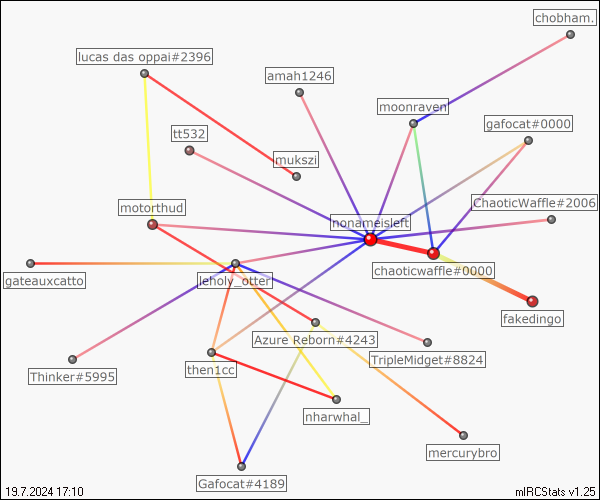 chobham.
lucas das oppai#2396
amah1246
moonraven
gafocat#0000
tt532
mukszi
ChaoticWaffle#2006
motorthud
nonameisleft
chaoticwaffle#0000
gateauxcatto
leholy_otter
fakedingo
Azure Reborn#4243
TripleMidget#8824
then1cc
Thinker#5995
nharwhal_
mercurybro
Gafocat#4189
19.7.2024 17:10
mIRCStats v1.25